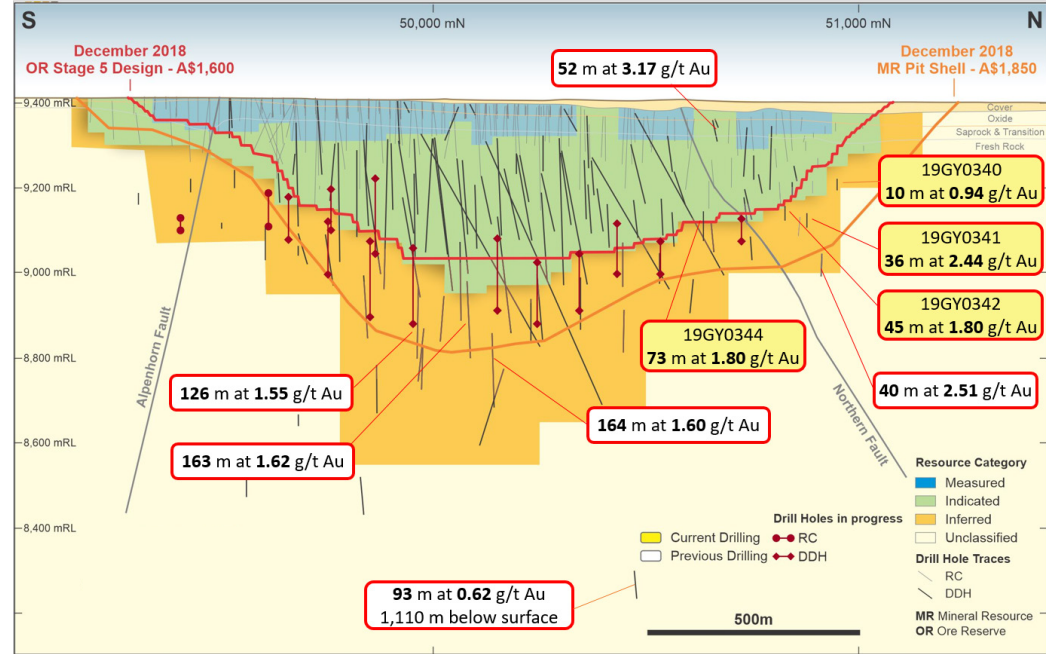 S
50,000 mN
51,000 mN
N
December 2018
OR Stage 5 Design - A$1,600
December 2018
MR Pit Shell - A$1,850
52 m at 3.17 g/t Au
9,400 mRL
Cover
Oxide
Saprock & Transition
Fresh Rock
9,200 mRL
19GY0340
10 m at 0.94 g/t Au
19GY0341
36 m at 2.44 g/t Au
9,000 mRL
19GY0342
45 m at 1.80 g/t Au
19GY0344
73 m at 1.80 g/t Au
8,800 mRL
Alpenhorn Fault
Northern Fault
40 m at 2.51 g/t Au
126 m at 1.55 g/t Au
164 m at 1.60 g/t Au
163 m at 1.62 g/t Au
8,600 mRL
8,400 mRL
Resource Category
Measured
Indicated
Inferred
Unclassified
Drill Holes in progress
Current Drilling
RC
Previous Drilling
DDH
Drill Hole Traces
RC
DDH
MR Mineral Resource
OR Ore Reserve
93 m at 0.62 g/t Au
1,110 m below surface
500m